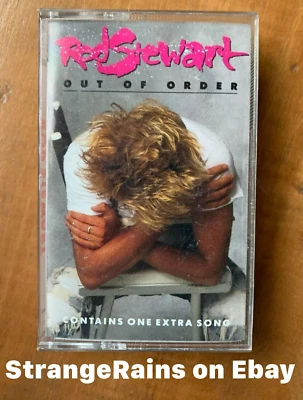 Rod Stewart
OUT OF ORDER
CONTAINS ONE EXTRA SONG
StrangeRains on Ebay